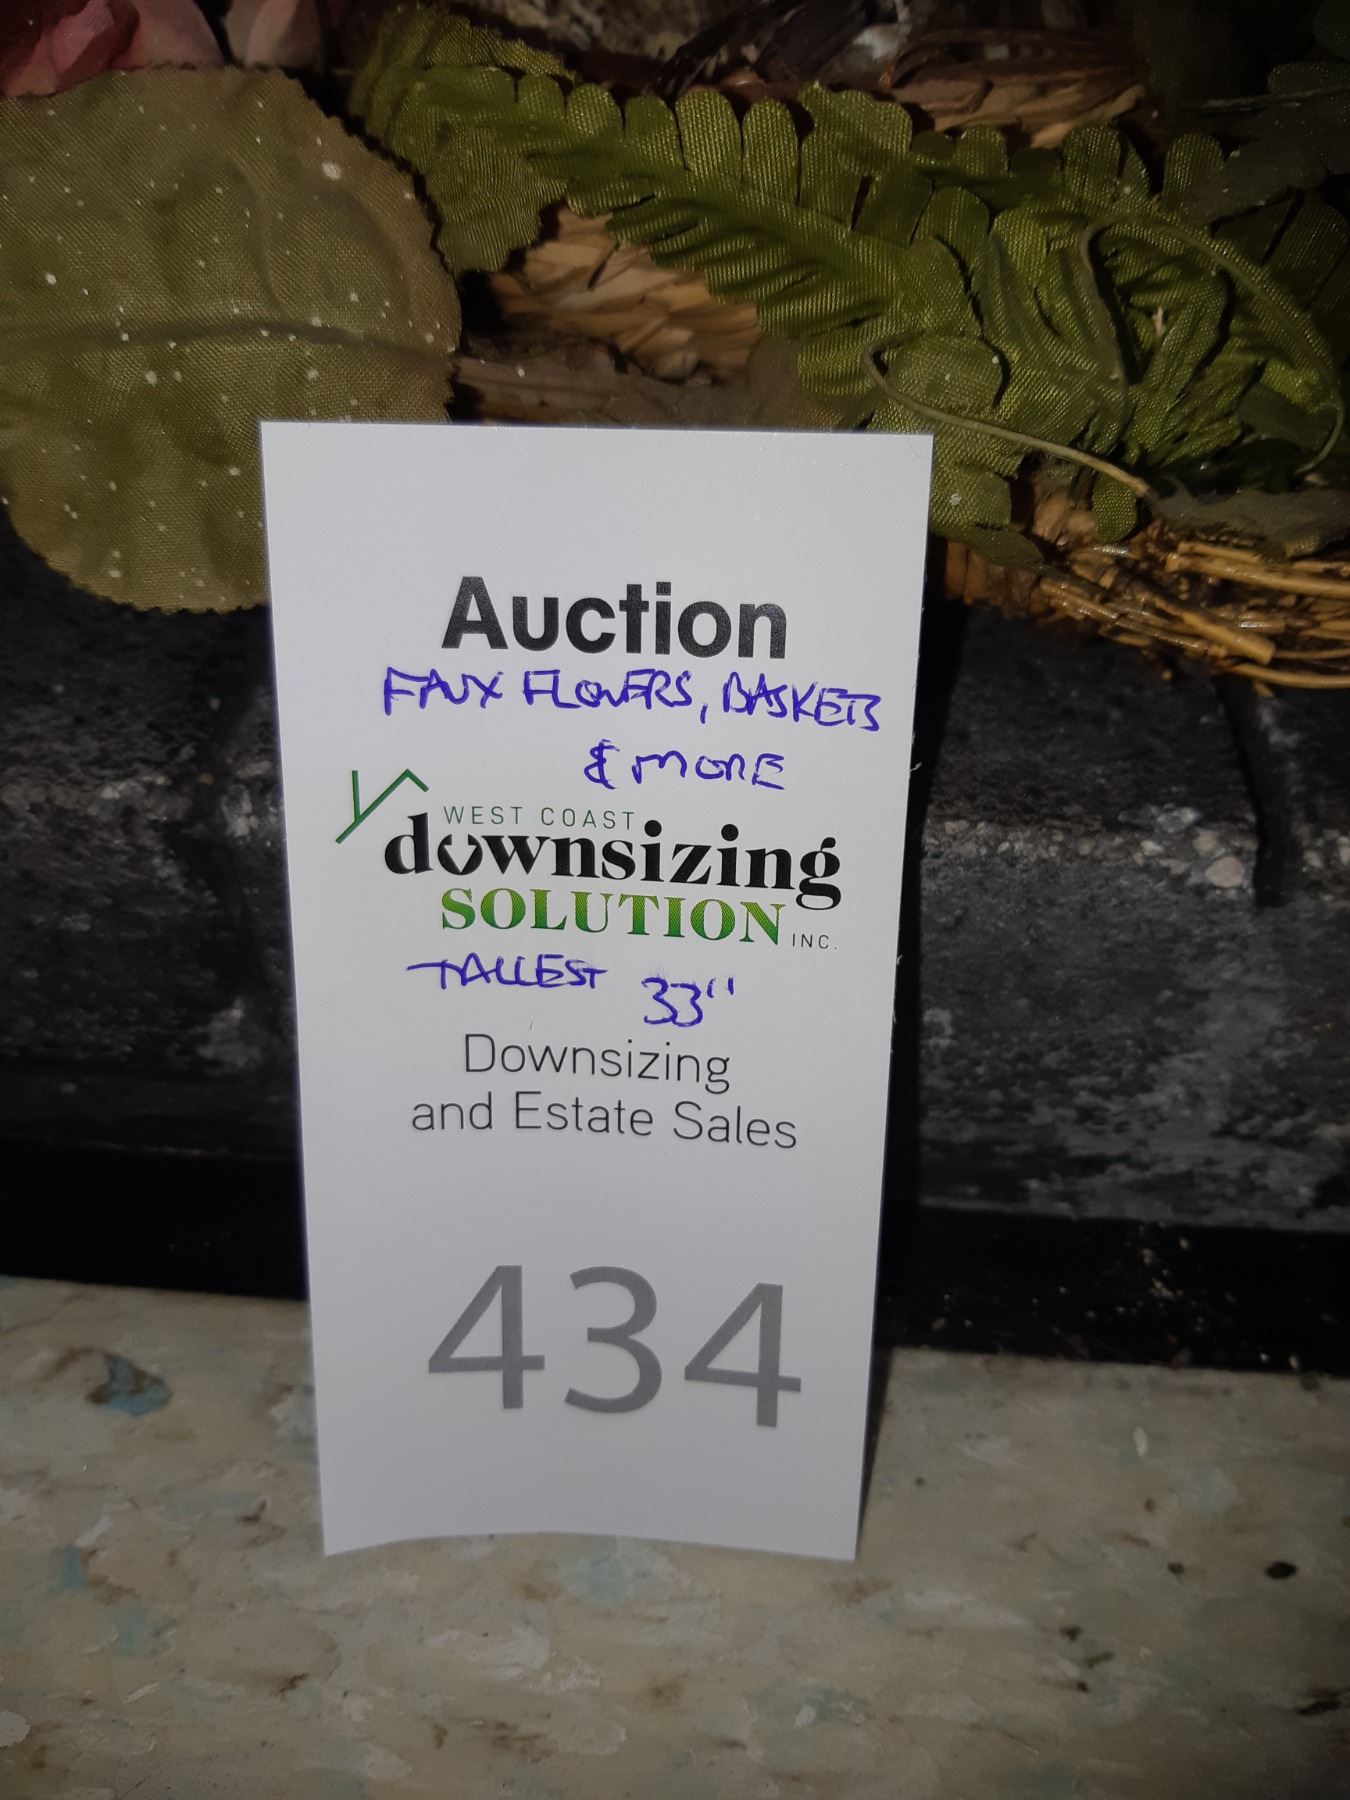 Auction
FAUX FLOWERS, BASKETS
& MORE
WEST COAST
downsizing
SOLUTION INC.
TALLEST 33"
Downsizing
and Estate Sales
434